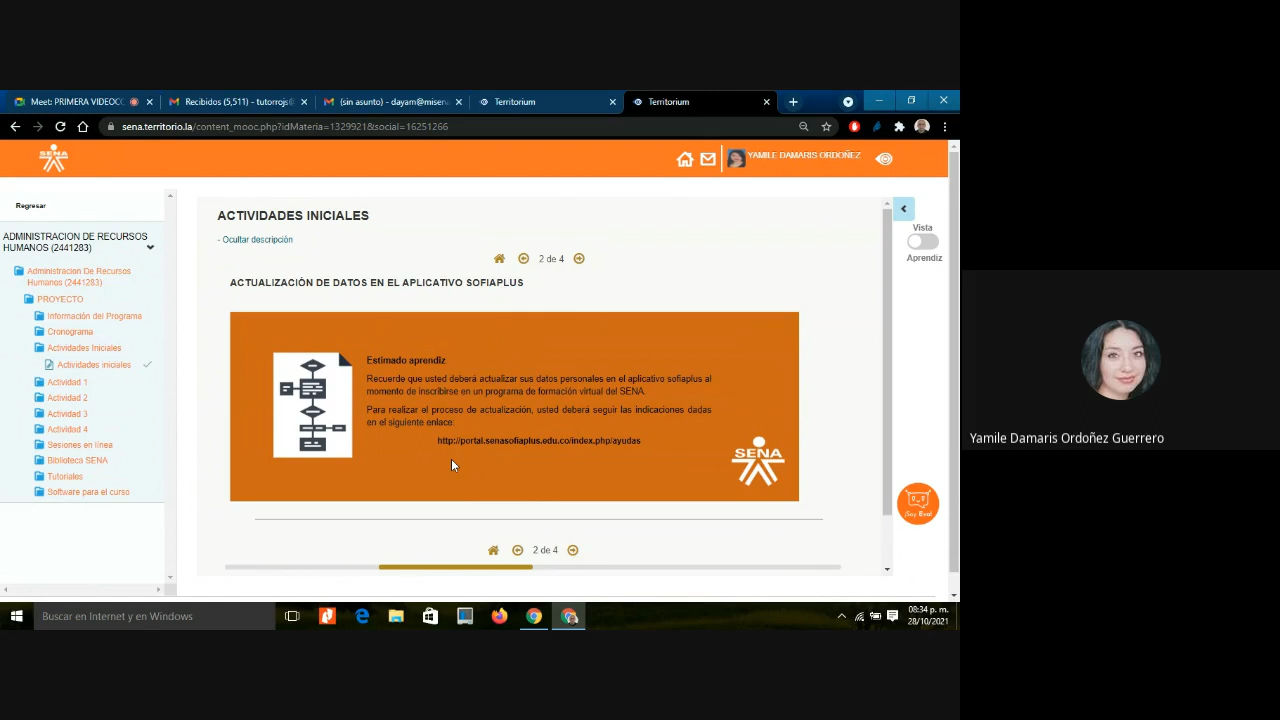 Meet: PRIMERA VIDEOCO
Recibidos (5,511) - tutorrojs@
(sin asunto) - dayam@misena
Territorium
Territorium
sena.territorio.la/content_mooc.php?idMateria=1329921&social=16251266
SENA
YAMILE DAMARIS ORDOÑEZ
Regresar
ADMINISTRACION DE RECURSOS
HUMANOS (2441283)
Administracion De Recursos
Humanos (2441283)
PROYECTO
Información del Programa
Cronograma
Actividades Iniciales
Actividades iniciales
Actividad 1
Actividad 2
Actividad 3
Actividad 4
Sesiones en línea
Biblioteca SENA
Tutoriales
Software para el curso
ACTIVIDADES INICIALES
- Ocultar descripción
2 de 4
ACTUALIZACIÓN DE DATOS EN EL APLICATIVO SOFIAPLUS
Estimado aprendiz
Recuerde que usted deberá actualizar sus datos personales en el aplicativo sofiaplus al
momento de inscribirse en un programa de formación virtual del SENA.
Para realizar el proceso de actualización, usted deberá seguir las indicaciones dadas
en el siguiente enlace:
http://portal.senasofiaplus.edu.co/index.php/ayudas
SENA
2 de 4
Vista
Aprendiz
¡Soy Eva!
Yamile Damaris Ordoñez Guerrero
Buscar en Internet y en Windows
08:34 p. m.
28/10/2021